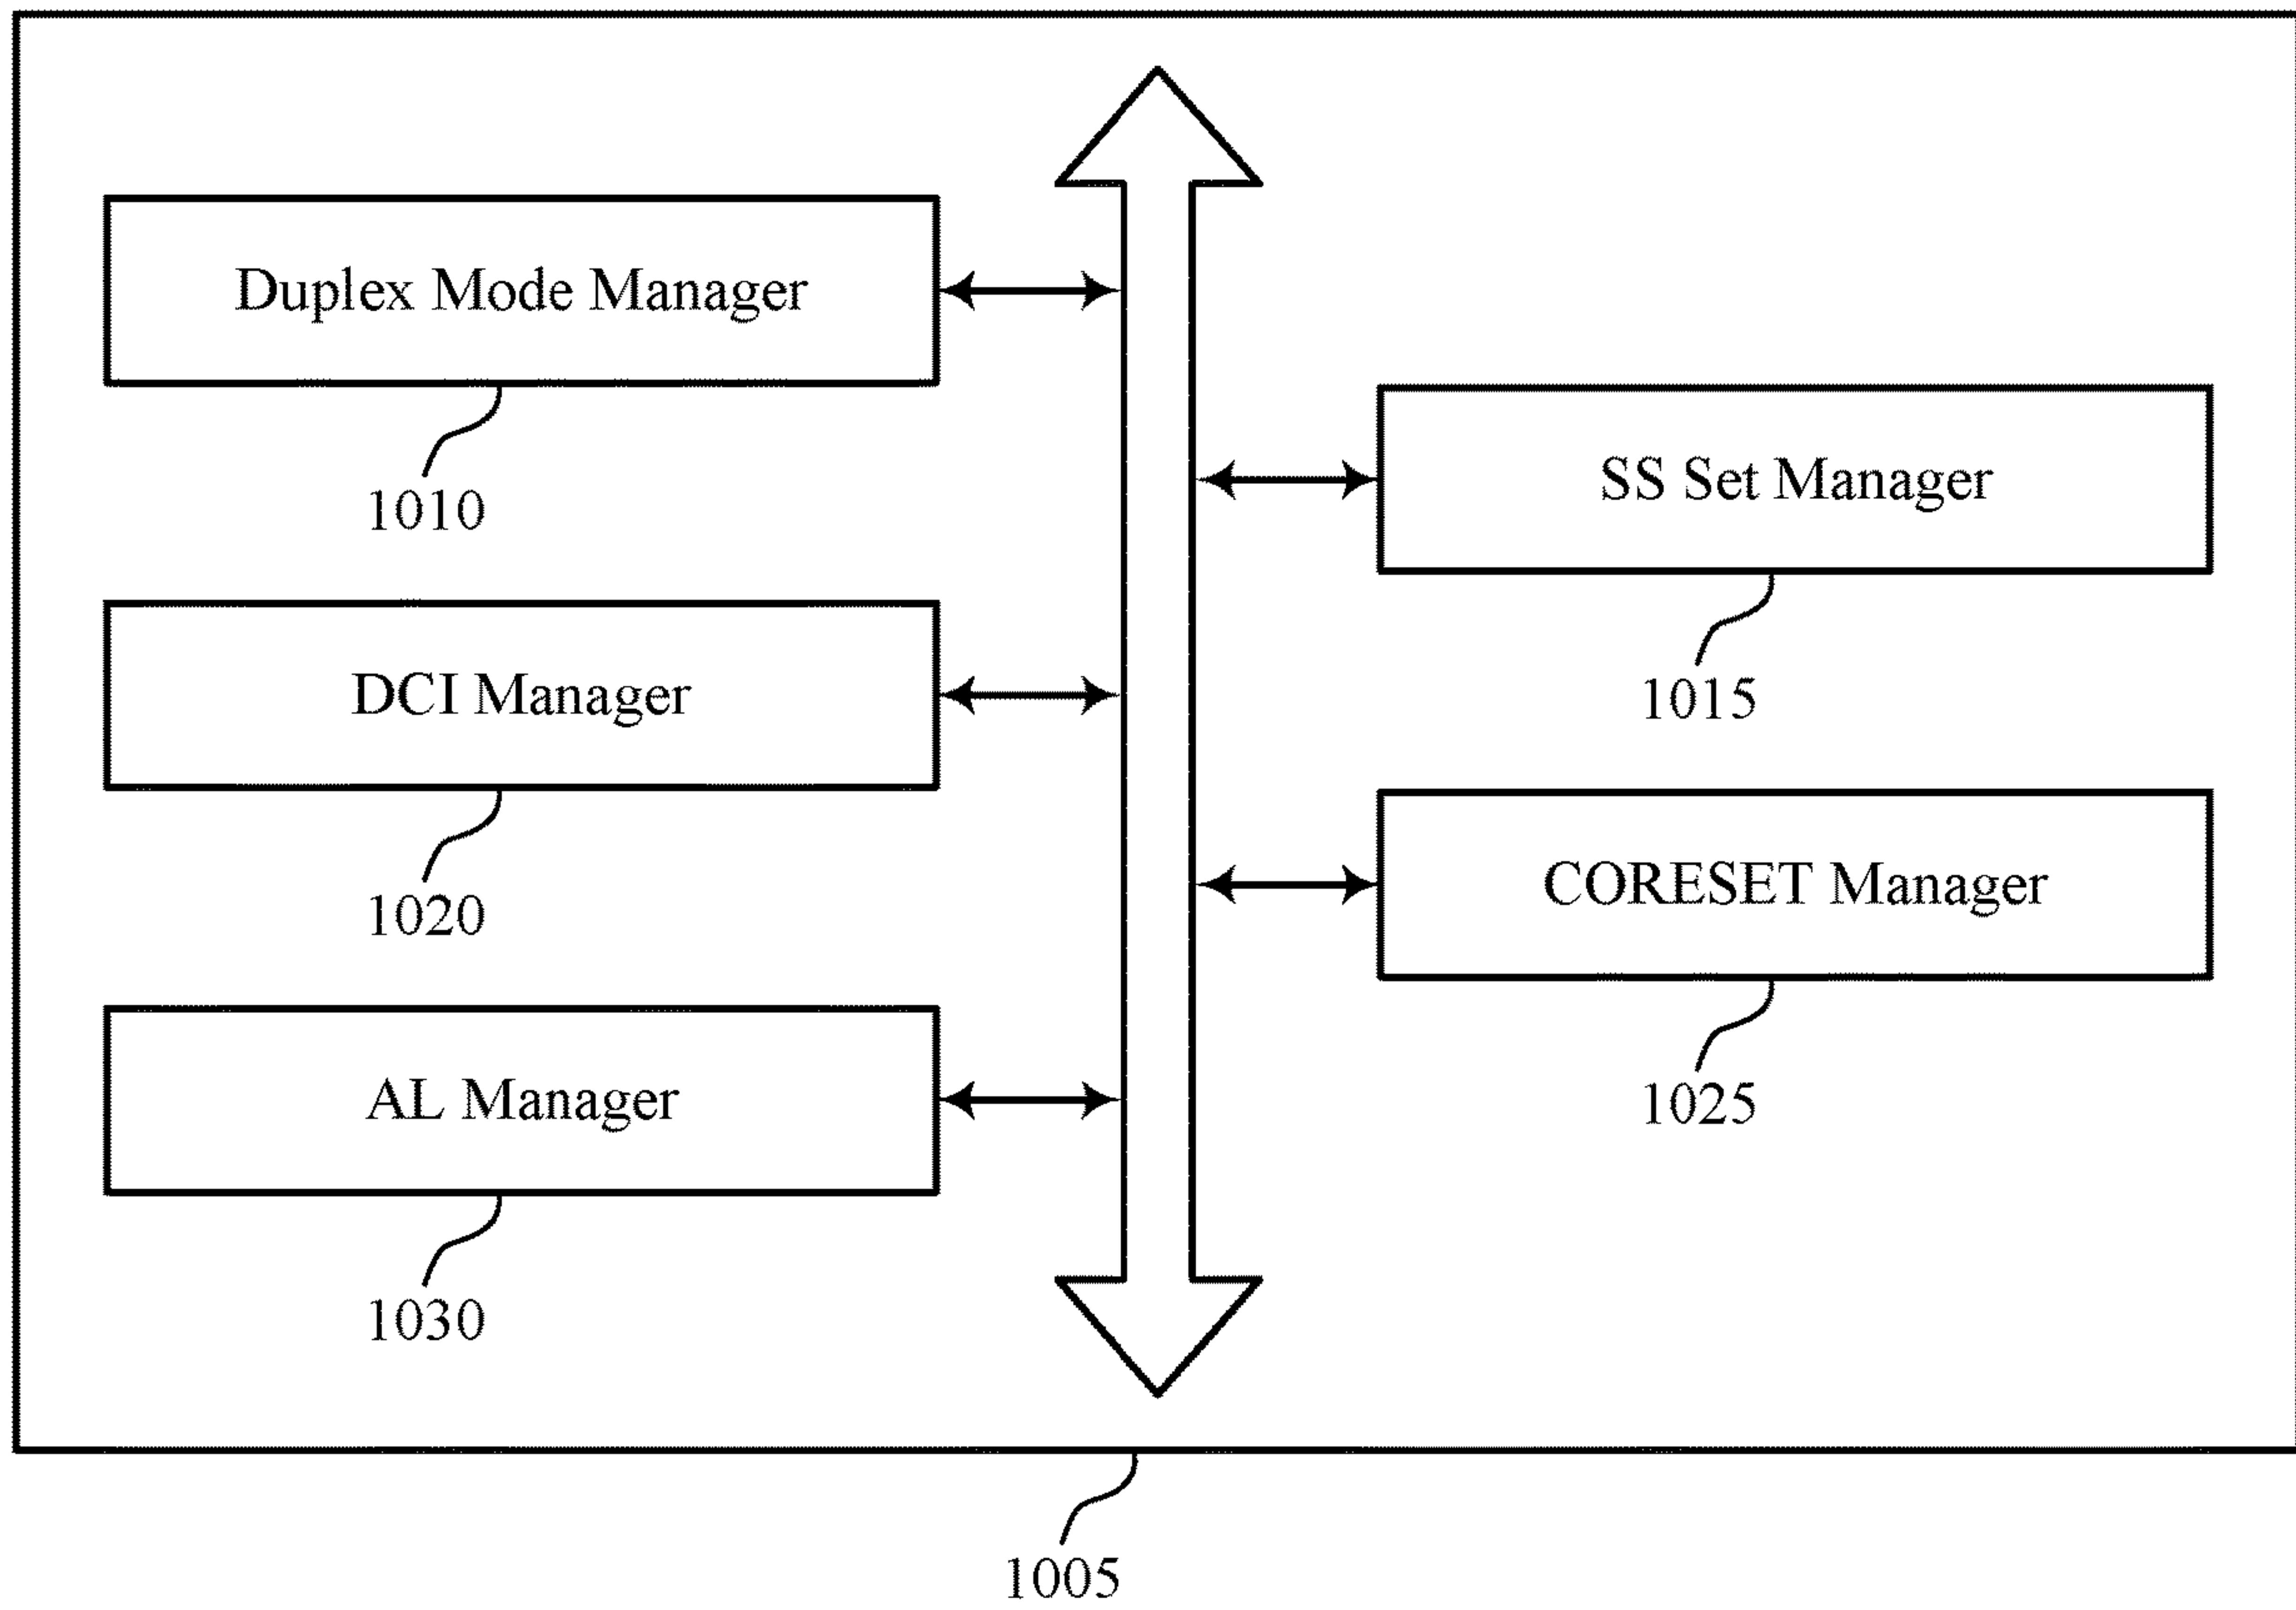 Duplex Mode Manager
1010
SS Set Manager
1015
DCI Manager
1020
CORESET Manager
1025
AL Manager
1030
1005